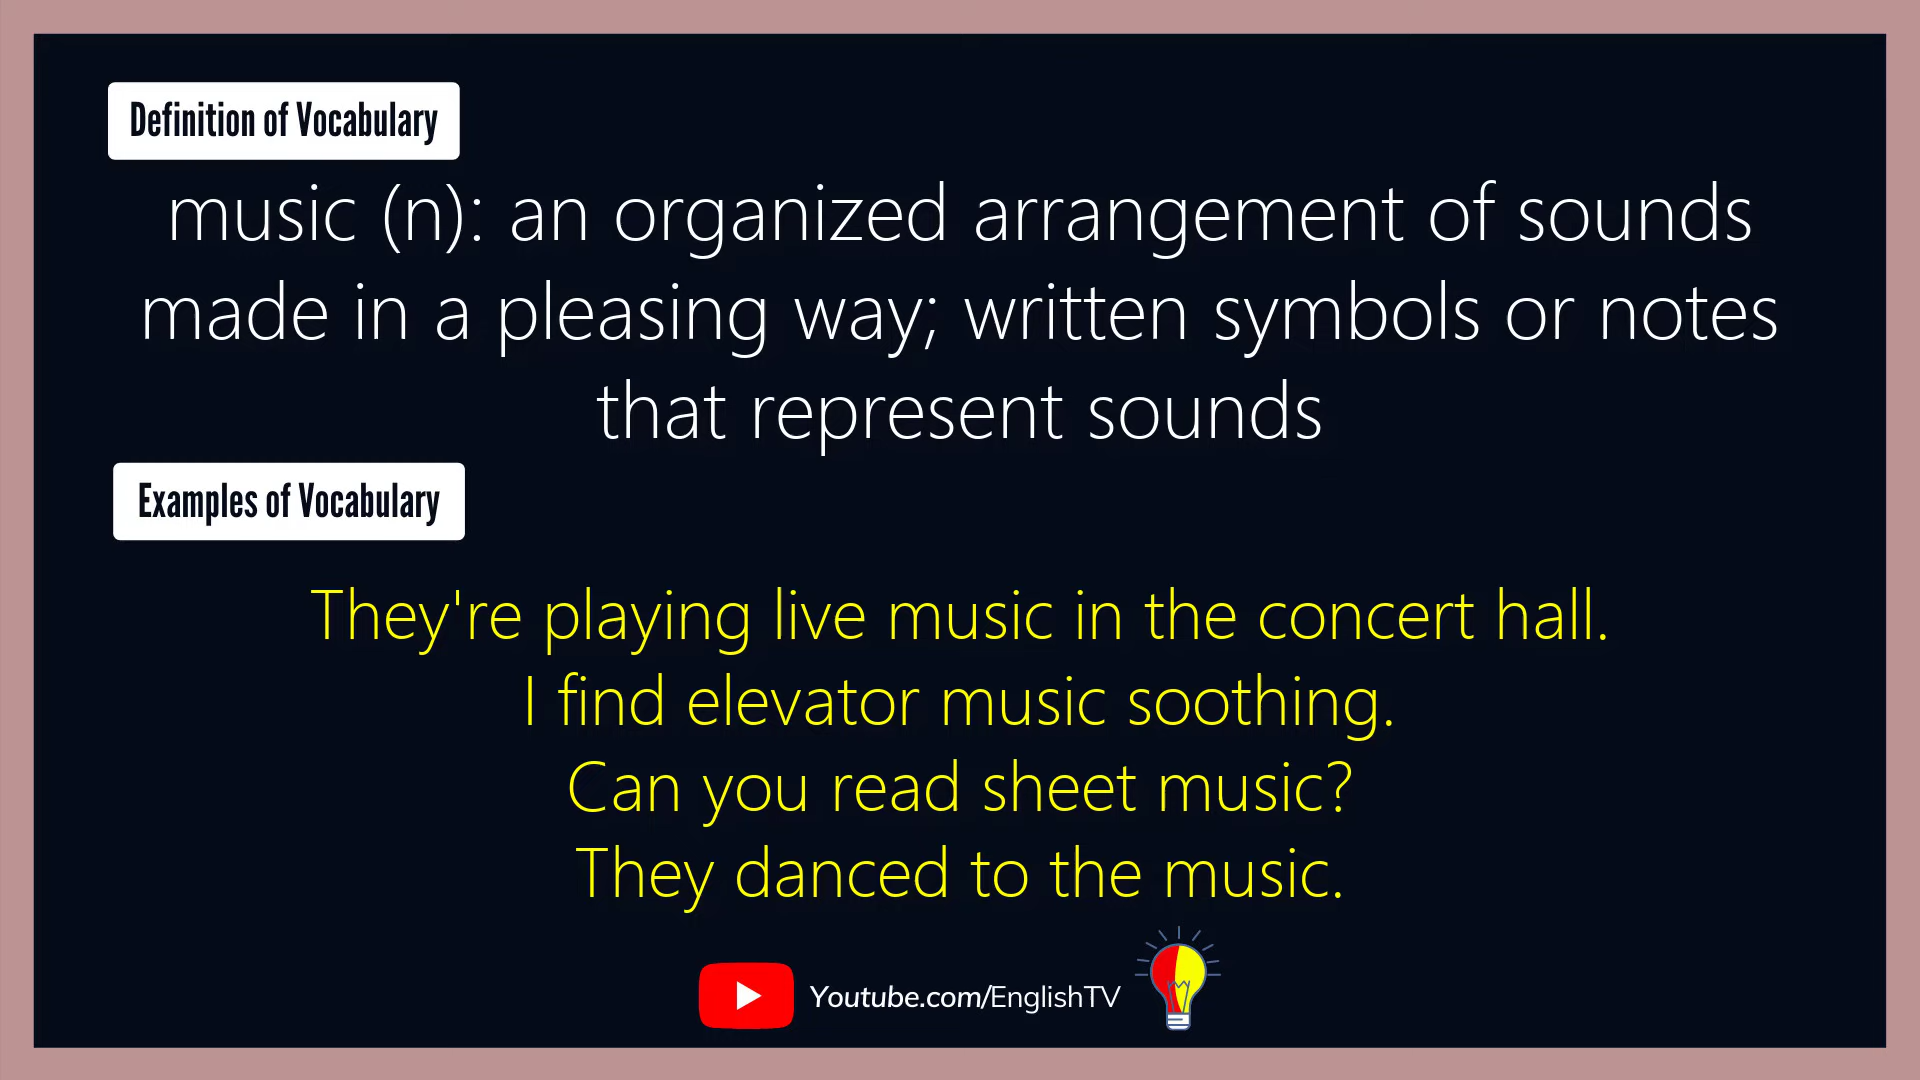 Definition of Vocabulary
music (n): an organized arrangement of sounds
made in a pleasing way; written symbols or notes
that represent sounds
Examples of Vocabulary
They're playing live music in the concert hall.
I find elevator music soothing.
Can you read sheet music?
They danced to the music.
Youtube.com/EnglishTV